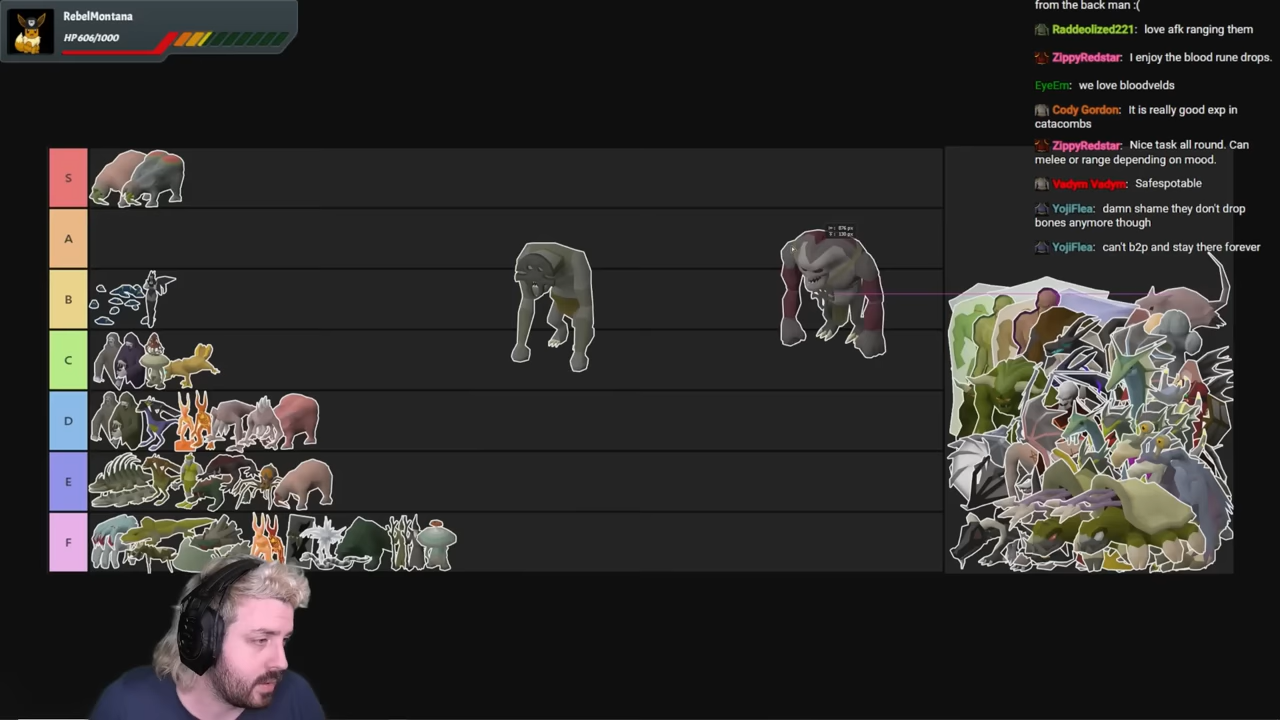 RebelMontana
HP 606/1000
from the back man :(
Raddeolized221: love afk ranging them
ZippyRedstar: I enjoy the blood rune drops.
EyeEm: we love bloodvelds
Cody Gordon: It is really good exp in
catacombs
ZippyRedstar: Nice task all round. Can
melee or range depending on mood.
Vadym Vadym: Safespotable
YojiFlea: damn shame they don't drop
bones anymore though
YojiFlea: can't b2p and stay there forever
S
A
B
C
D
E
F